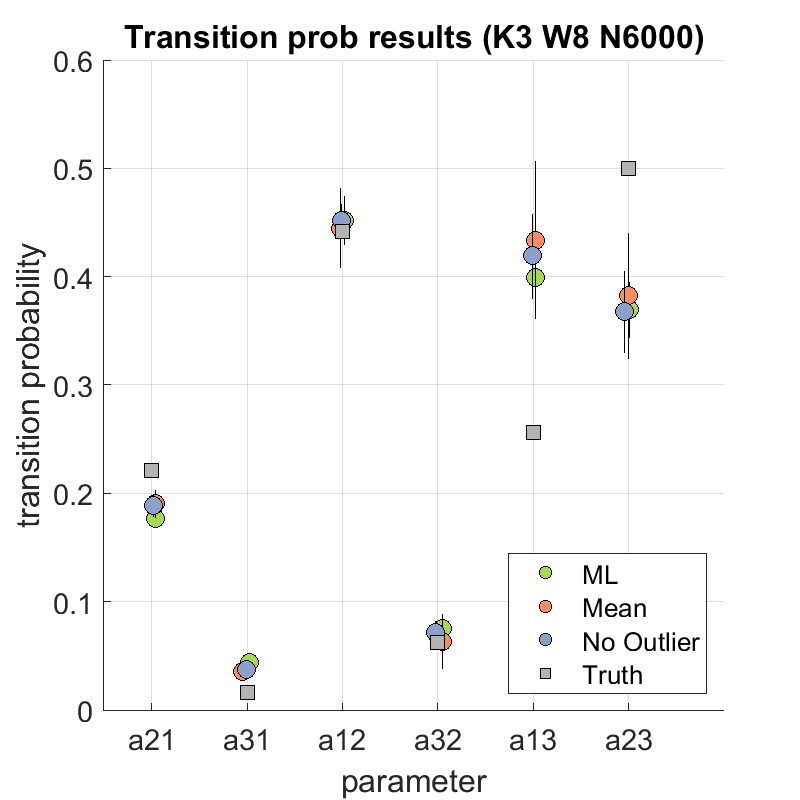 Transition prob results (K3 W8 N6000)
0.6
0.5
0.4
0.3
0.2
0.1
0
transition probability
a21 a31 a12 a32 a13 a23
parameter
ML
Mean
No Outlier
Truth